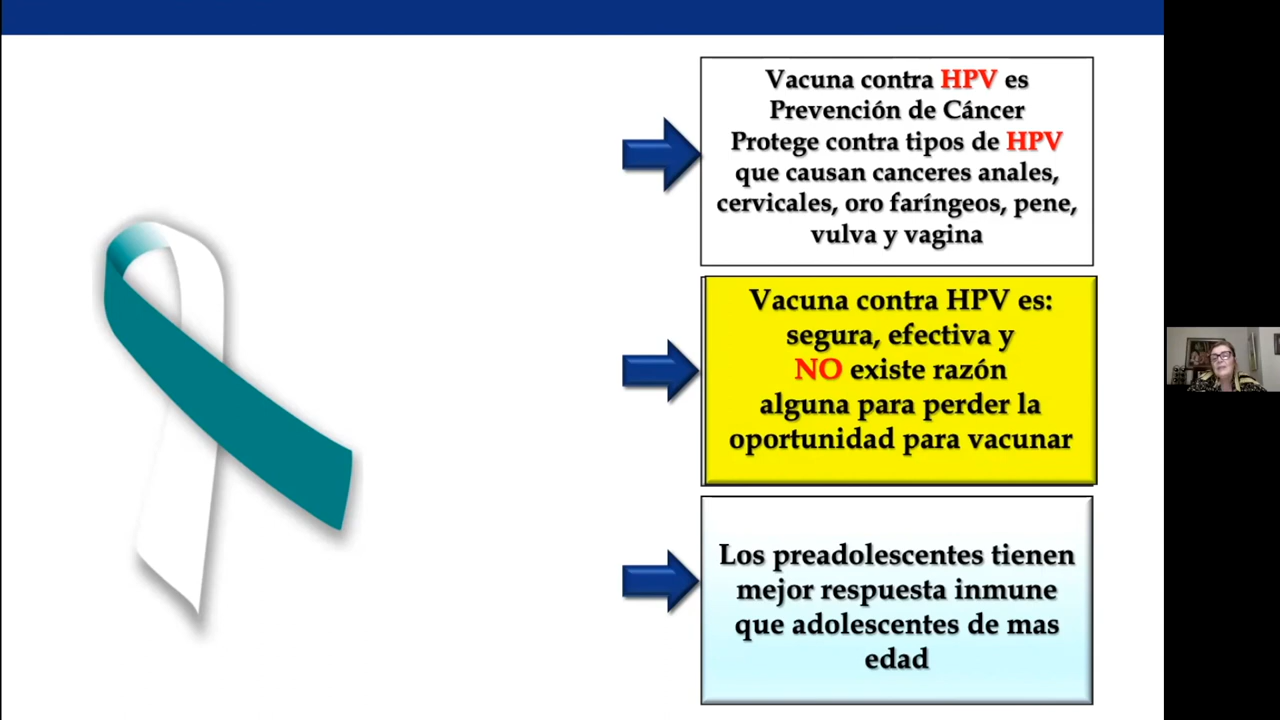 Vacuna contra HPV es
Prevención de Cáncer
Protege contra tipos de HPV
que causan canceres anales,
cervicales, oro faríngeos, pene,
vulva y vagina
Vacuna contra HPV es:
segura, efectiva y
NO existe razón
alguna para perder la
oportunidad para vacunar
Los preadolescentes tienen
mejor respuesta inmune
que adolescentes de mas
edad